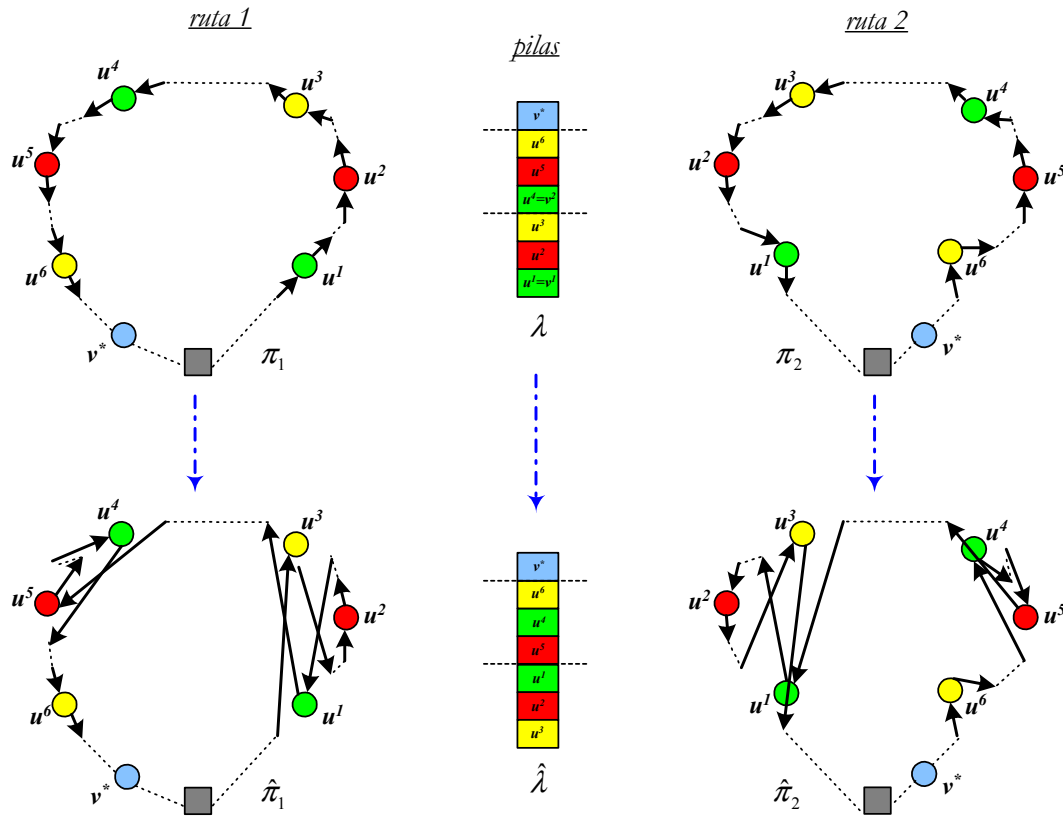 ruta 1
pilas
ruta 2
u⁴
u³
u⁵
u²
u⁶
u¹
v*
π₁
v*
u⁶
u⁵
u⁴=v²
u³
u²
u¹=v¹
λ
u³
u⁴
u²
u⁵
u¹
u⁶
v*
π₂
u⁴
u³
u⁵
u²
u⁶
u¹
v*
π̂₁
v*
u⁶
u⁴
u⁵
u¹
u²
u³
λ̂
u³
u⁴
u²
u⁵
u¹
u⁶
v*
π̂₂